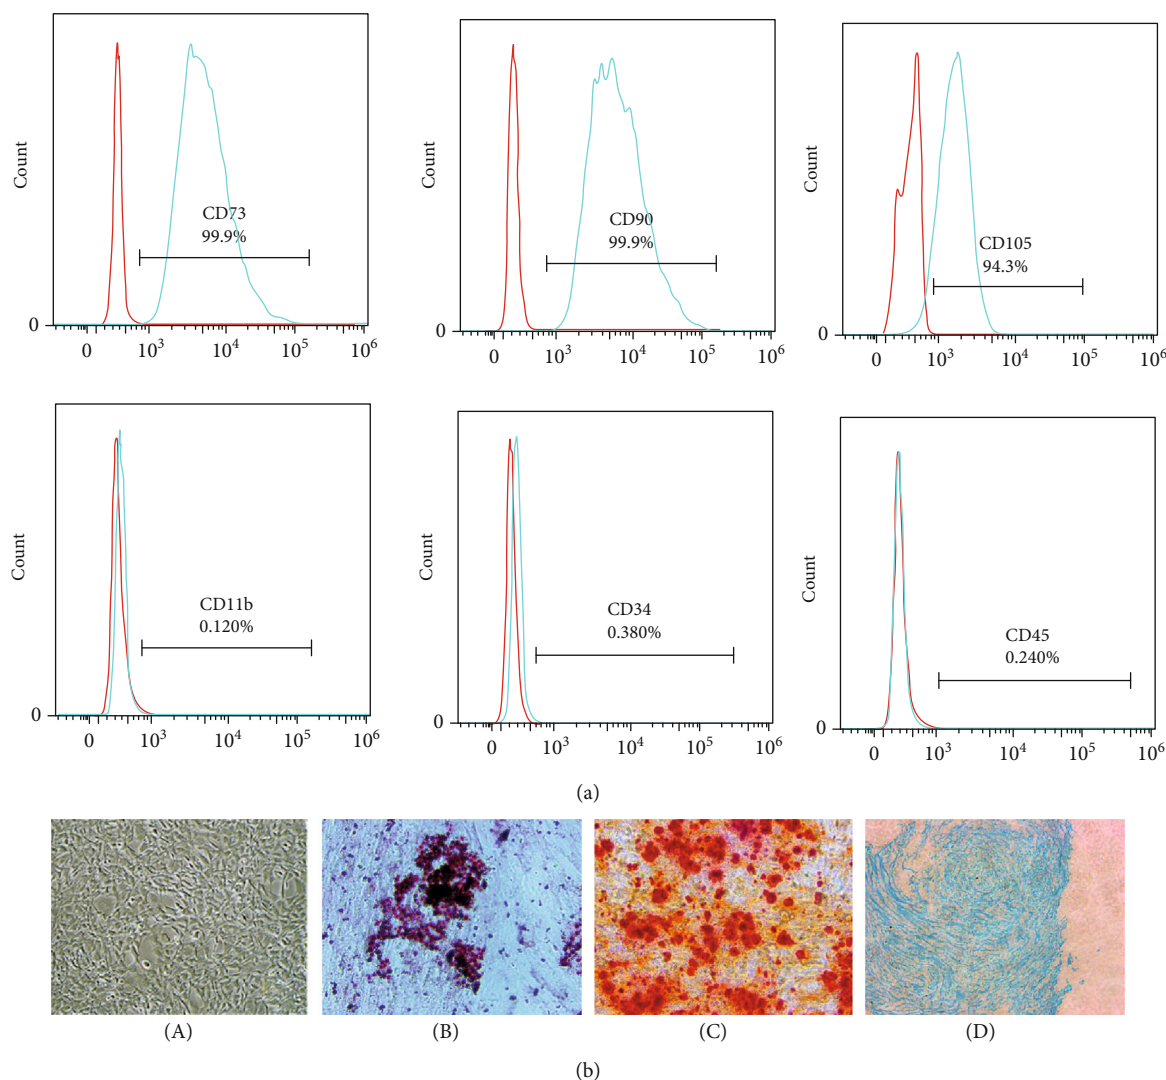 Count
CD73
99.9%
0
0 10³ 10⁴ 10⁵ 10⁶
Count
CD90
99.9%
0
0 10³ 10⁴ 10⁵ 10⁶
Count
CD105
94.3%
0
0 10³ 10⁴ 10⁵ 10⁶
Count
CD11b
0.120%
0
0 10³ 10⁴ 10⁵ 10⁶
Count
CD34
0.380%
0
0 10³ 10⁴ 10⁵ 10⁶
Count
CD45
0.240%
0
0 10³ 10⁴ 10⁵ 10⁶
(a)
(A)
(B)
(C)
(D)
(b)